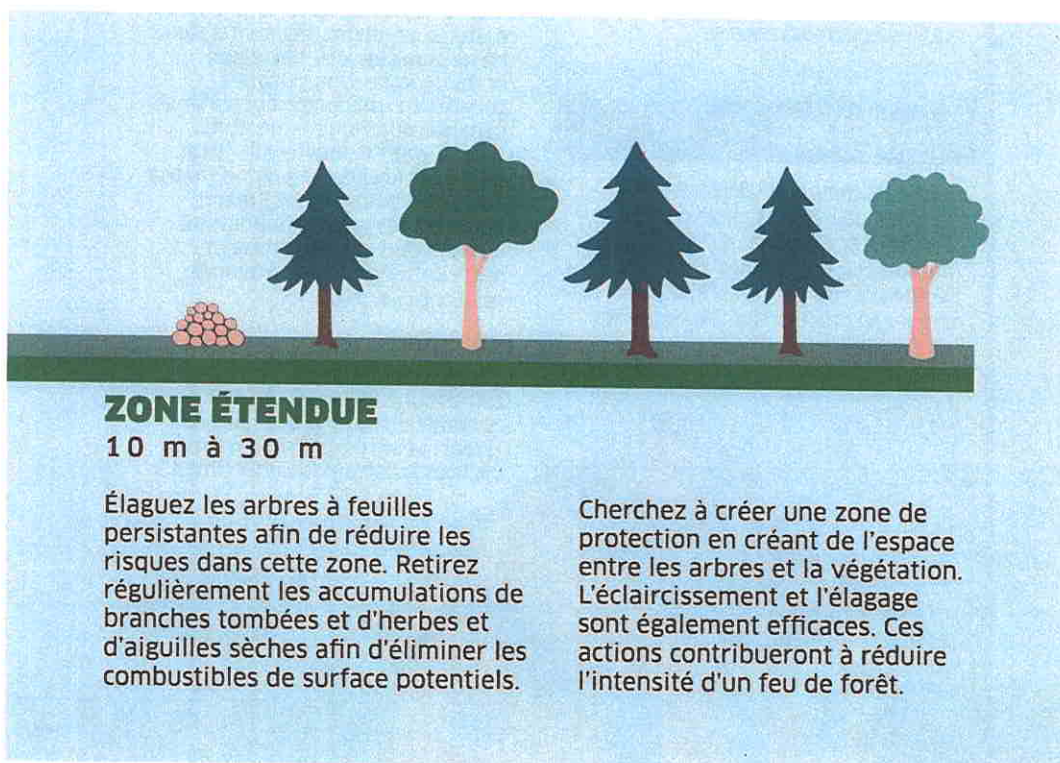 ZONE ÉTENDUE
10 m à 30 m
Élaguez les arbres à feuilles
persistantes afin de réduire les
risques dans cette zone. Retirez
régulièrement les accumulations de
branches tombées et d'herbes et
d'aiguilles sèches afin d'éliminer les
combustibles de surface potentiels.
Cherchez à créer une zone de
protection en créant de l'espace
entre les arbres et la végétation.
L'éclaircissement et l'élagage
sont également efficaces. Ces
actions contribueront à réduire
l'intensité d'un feu de forêt.